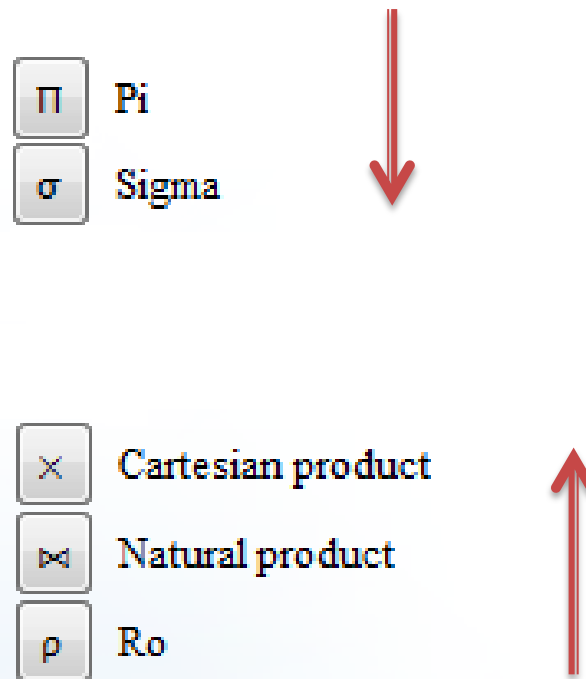 Π Pi
σ Sigma
× Cartesian product
⋈ Natural product
ρ Ro